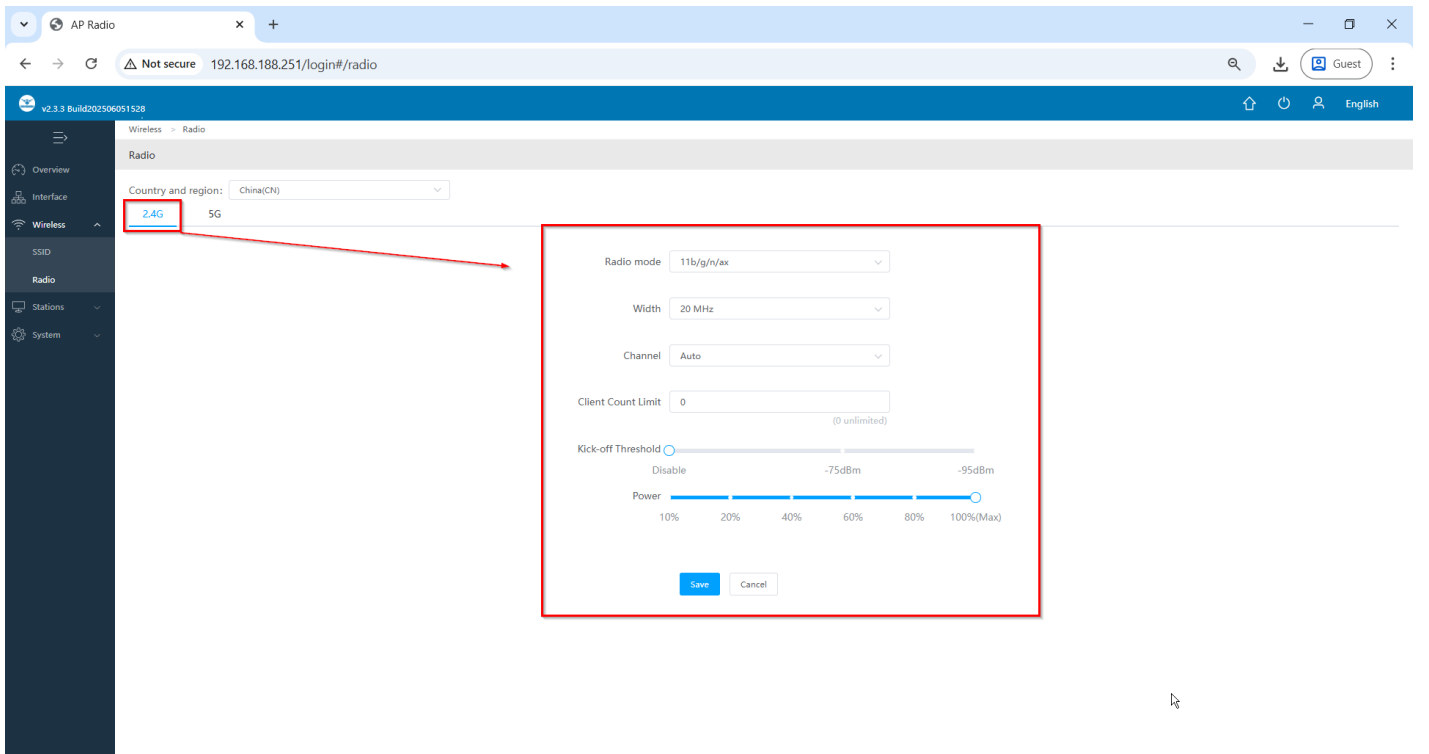 AP Radio
Not secure 192.168.188.251/login#/radio Guest
v2.3.3 Build202506051528 English
Wireless > Radio
Radio
Overview
Interface
Wireless
SSID
Radio
Stations
System
Country and region: China(CN)
2.4G 5G
Radio mode 11b/g/n/ax
Width 20 MHz
Channel Auto
Client Count Limit 0
(0 unlimited)
Kick-off Threshold
Disable -75dBm -95dBm
Power
10% 20% 40% 60% 80% 100%(Max)
Save Cancel